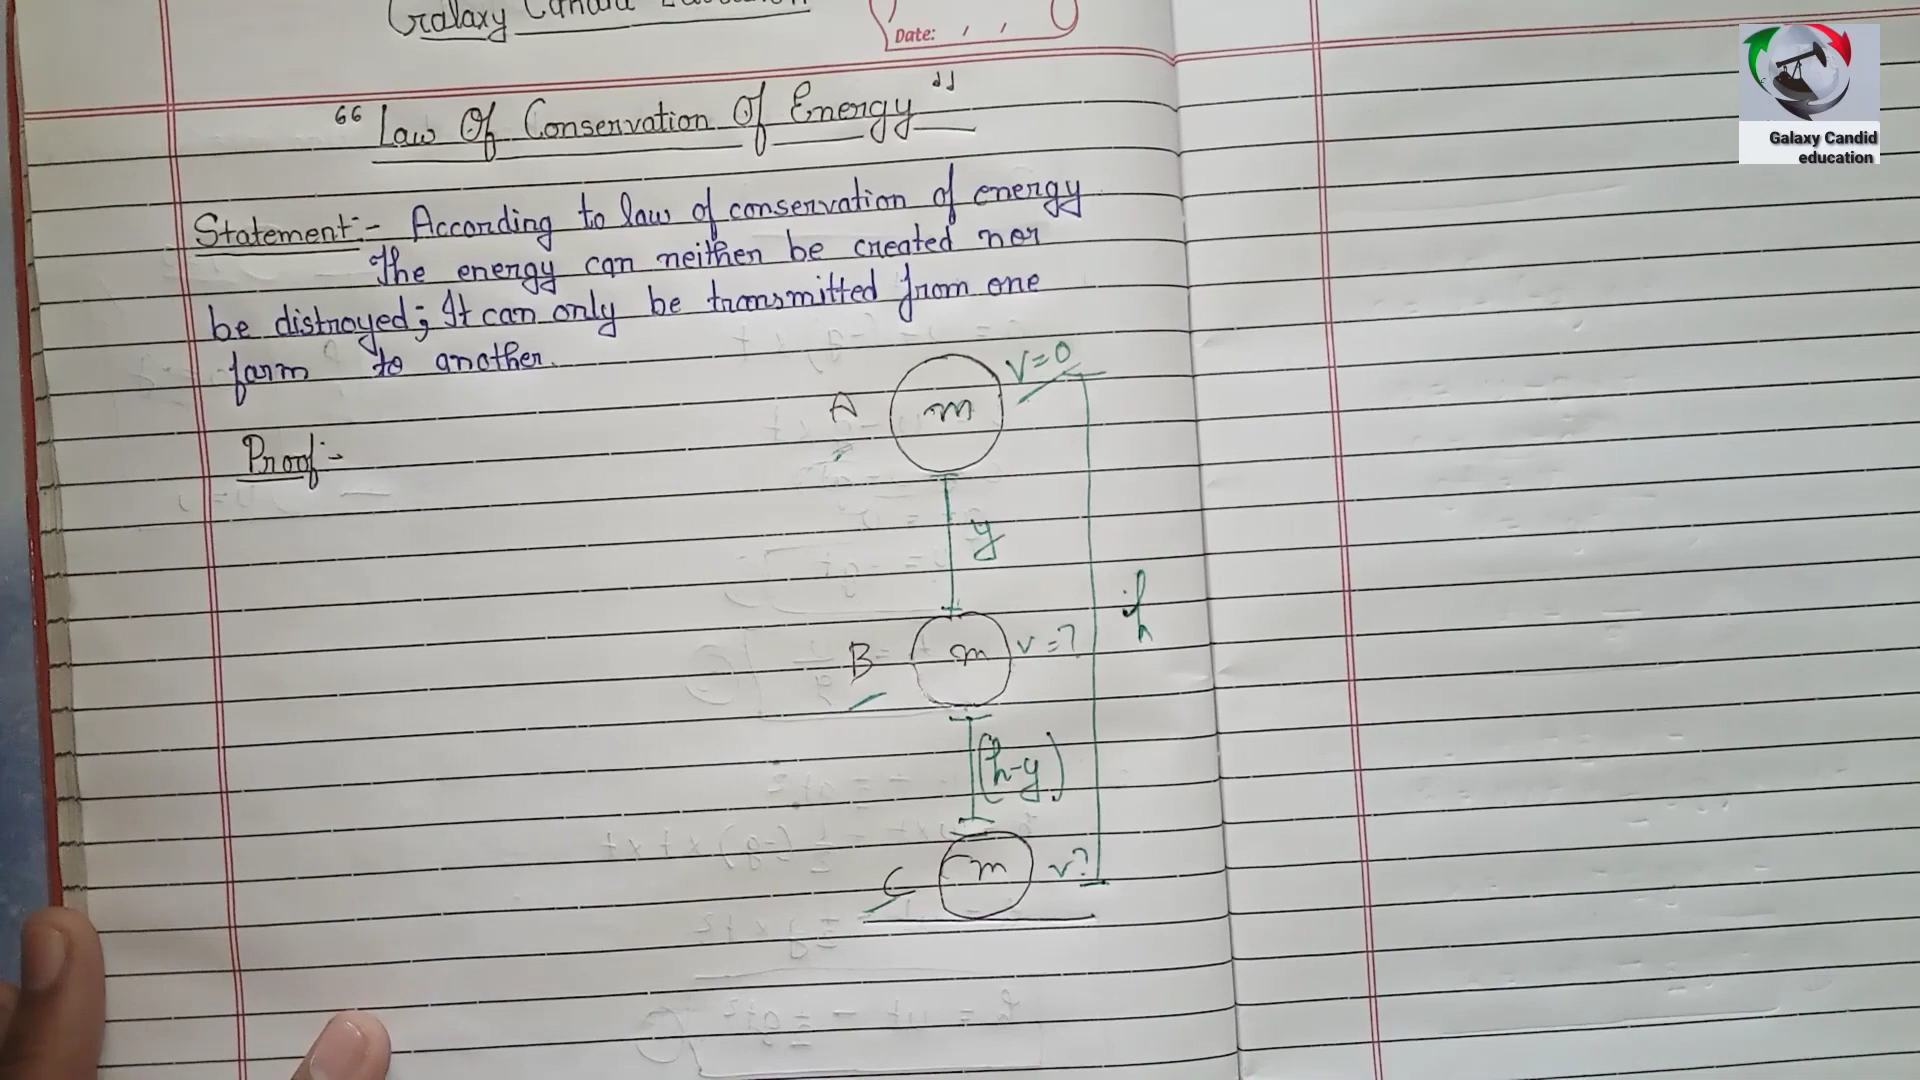 Galaxy Candid
Date: / /
Galaxy Candid
education
"Law Of Conservation Of Energy"
Statement:- According to law of conservation of energy
The energy can neither be created nor
be distroyed; It can only be transmitted from one
farm to another.
V=0
A m
Proof:-
y
h
B m v=?
(h-y)
C m v?